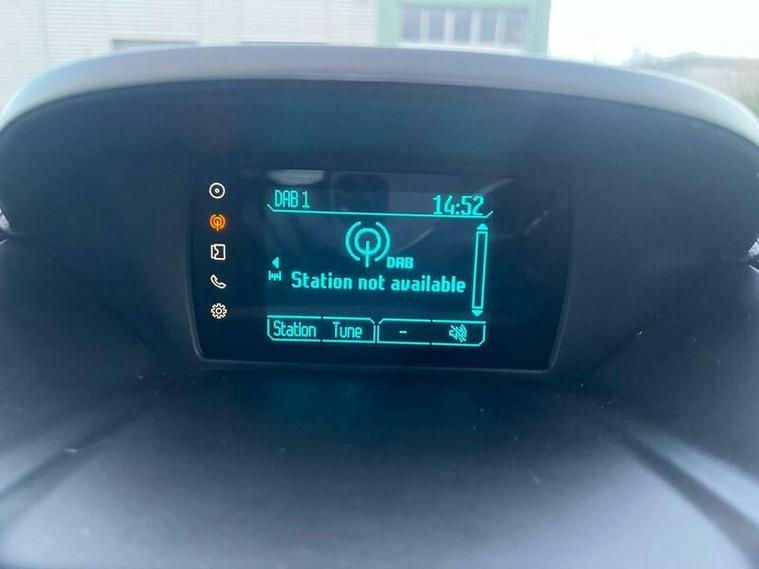 DAB 1 14:52
DAB
Station not available
Station Tune -